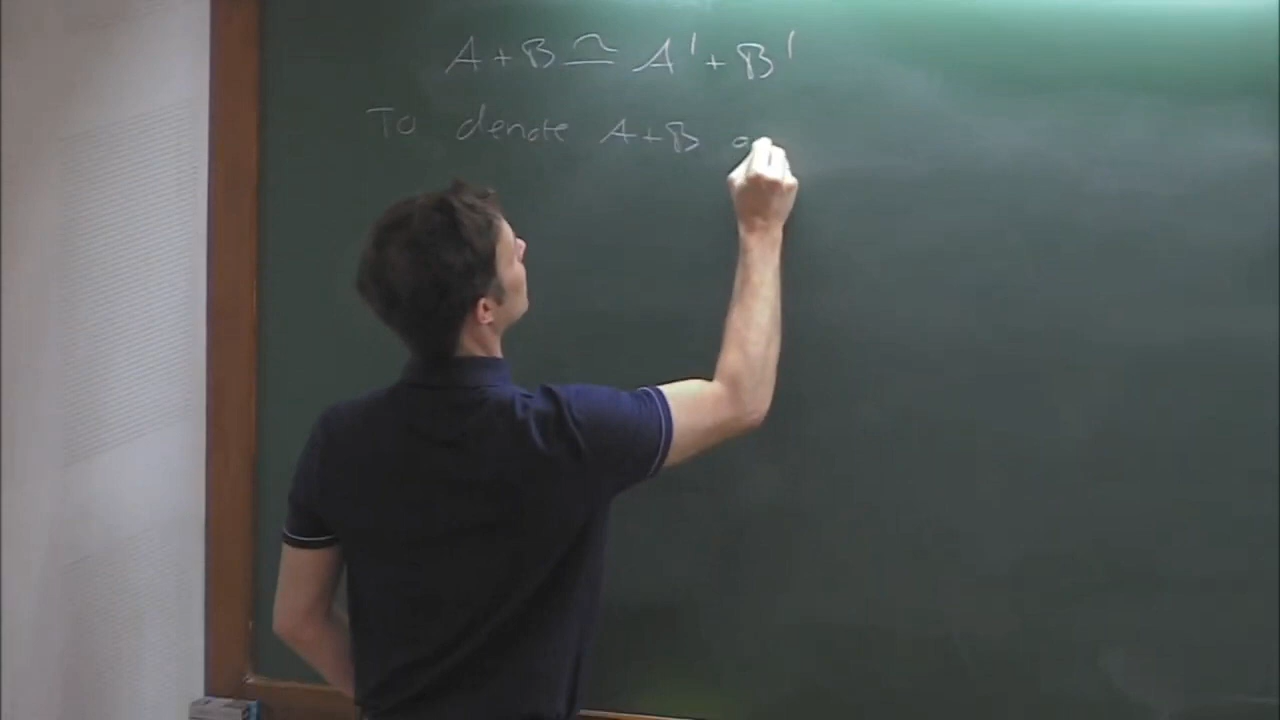 A + B ≃ A' + B'
To denote A+B